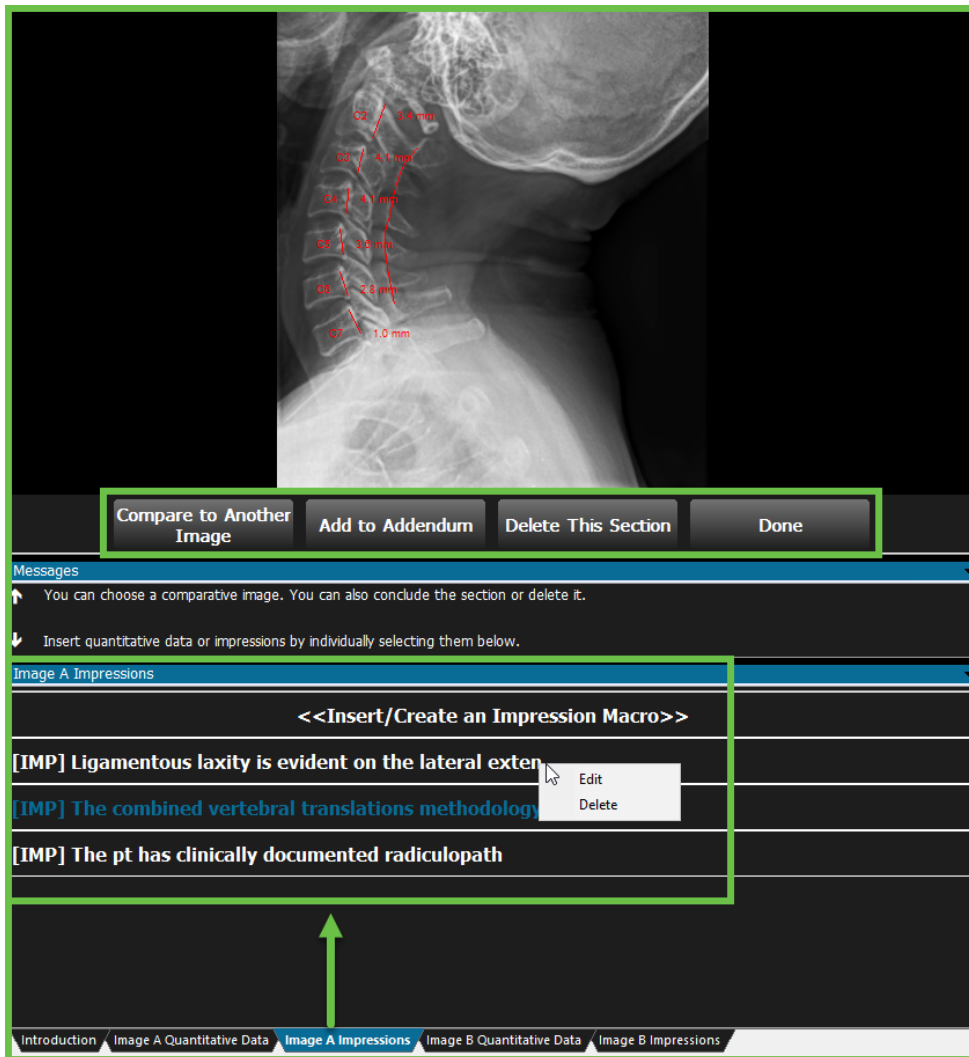 C2 3.4 mm
C3 4.1 mm
C4 4.1 mm
C5 3.6 mm
C6 2.8 mm
C7 1.0 mm
Compare to Another
Image
Add to Addendum
Delete This Section
Done
Messages
You can choose a comparative image. You can also conclude the section or delete it.
Insert quantitative data or impressions by individually selecting them below.
Image A Impressions
<<Insert/Create an Impression Macro>>
[IMP] Ligamentous laxity is evident on the lateral exten
Edit
Delete
[IMP] The combined vertebral translations methodology
[IMP] The pt has clinically documented radiculopath
Introduction Image A Quantitative Data Image A Impressions Image B Quantitative Data Image B Impressions